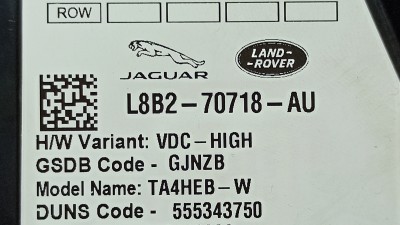 ROW
JAGUAR
LAND-
ROVER
L8B2-70718-AU
H/W Variant: VDC-HIGH
GSDB Code - GJNZB
Model Name: TA4HEB-W
DUNS Code - 555343750